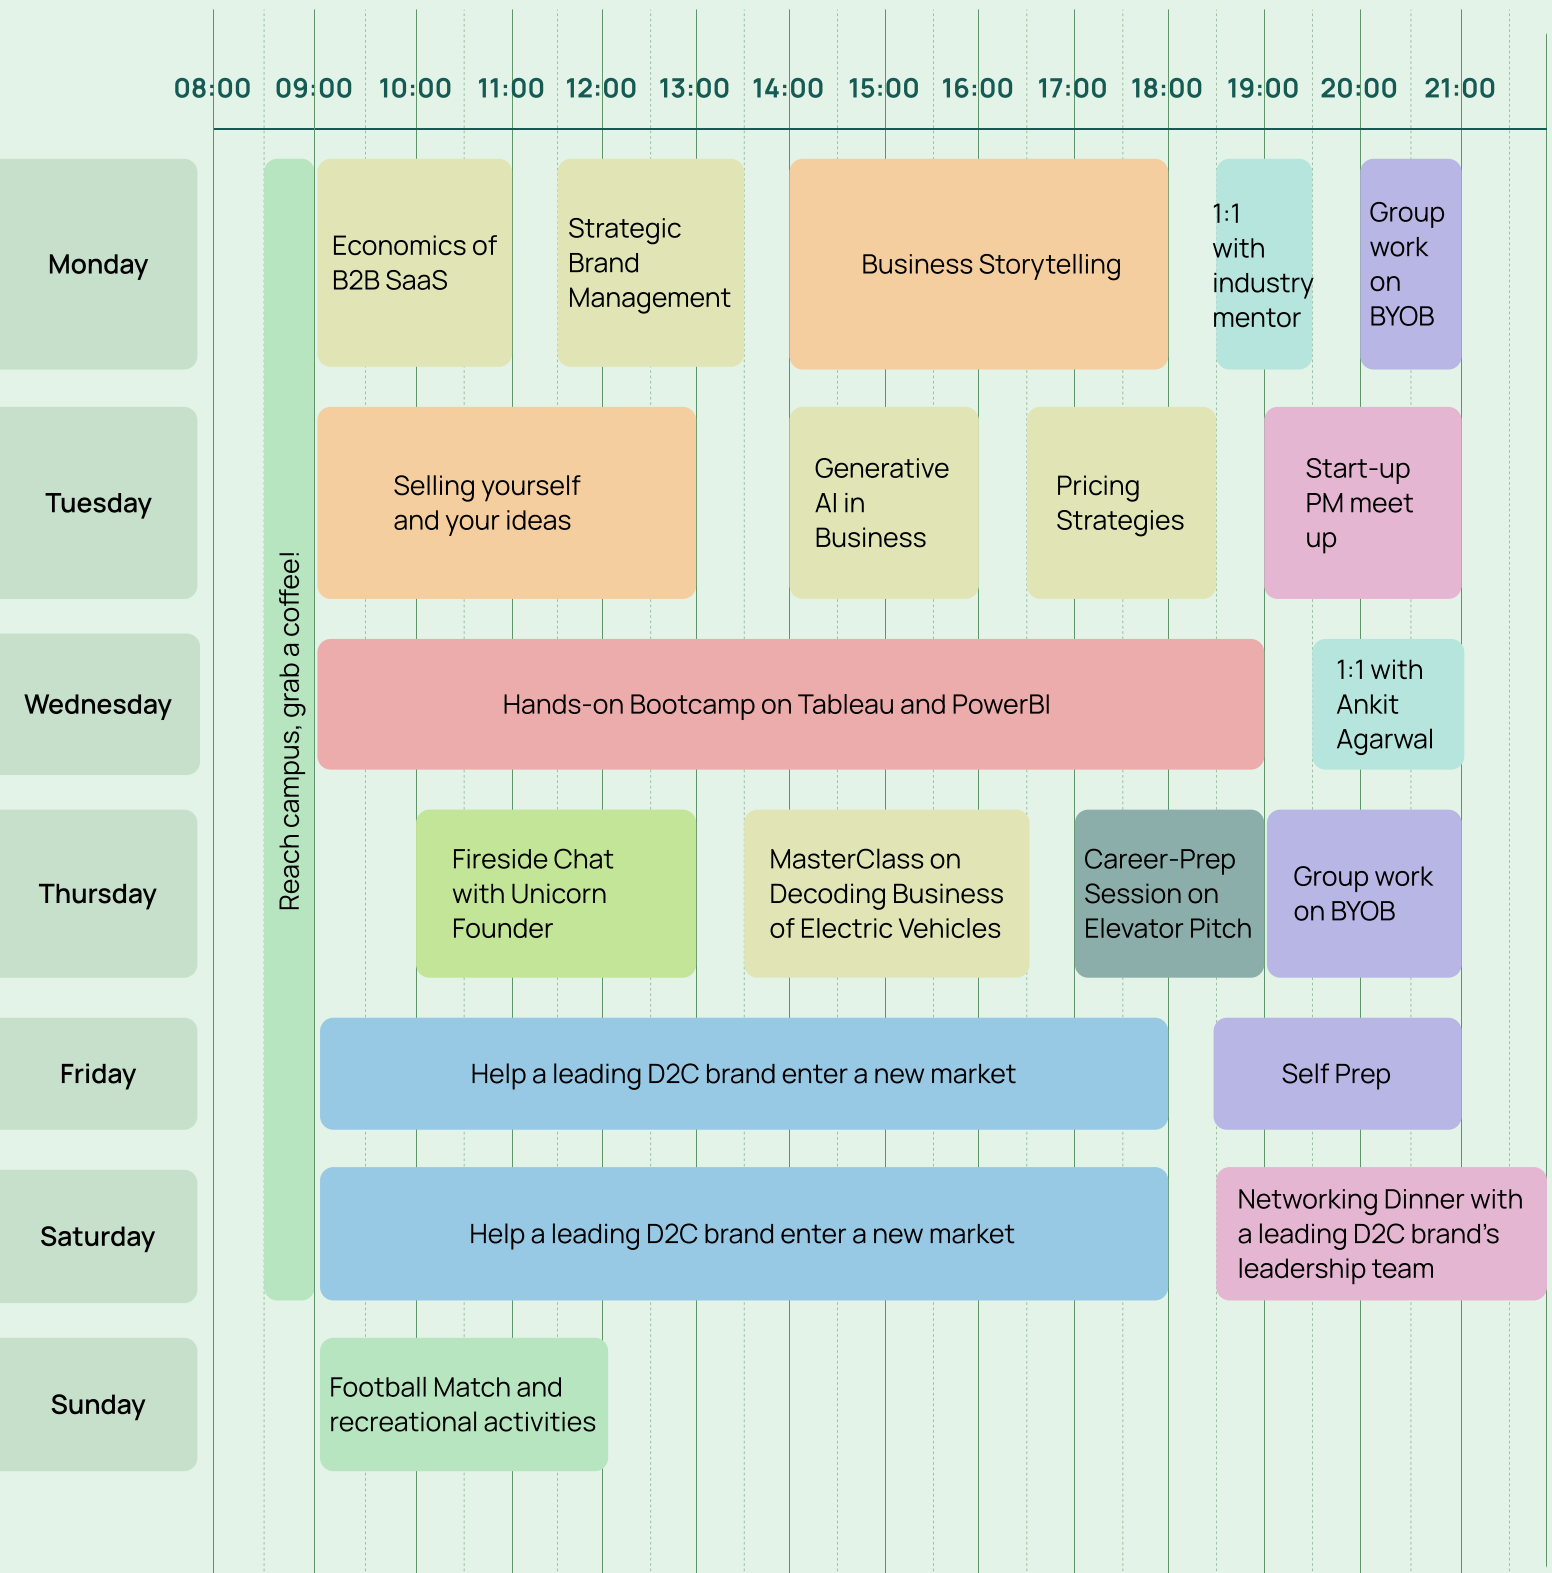 08:00 09:00 10:00 11:00 12:00 13:00 14:00 15:00 16:00 17:00 18:00 19:00 20:00 21:00
Reach campus, grab a coffee!
Monday
Economics of
B2B SaaS
Strategic
Brand
Management
Business Storytelling
1:1
with
industry
mentor
Group
work
on
BYOB
Tuesday
Selling yourself
and your ideas
Generative
AI in
Business
Pricing
Strategies
Start-up
PM meet
up
Wednesday
Hands-on Bootcamp on Tableau and PowerBI
1:1 with
Ankit
Agarwal
Thursday
Fireside Chat
with Unicorn
Founder
MasterClass on
Decoding Business
of Electric Vehicles
Career-Prep
Session on
Elevator Pitch
Group work
on BYOB
Friday
Help a leading D2C brand enter a new market
Self Prep
Saturday
Help a leading D2C brand enter a new market
Networking Dinner with
a leading D2C brand's
leadership team
Sunday
Football Match and
recreational activities